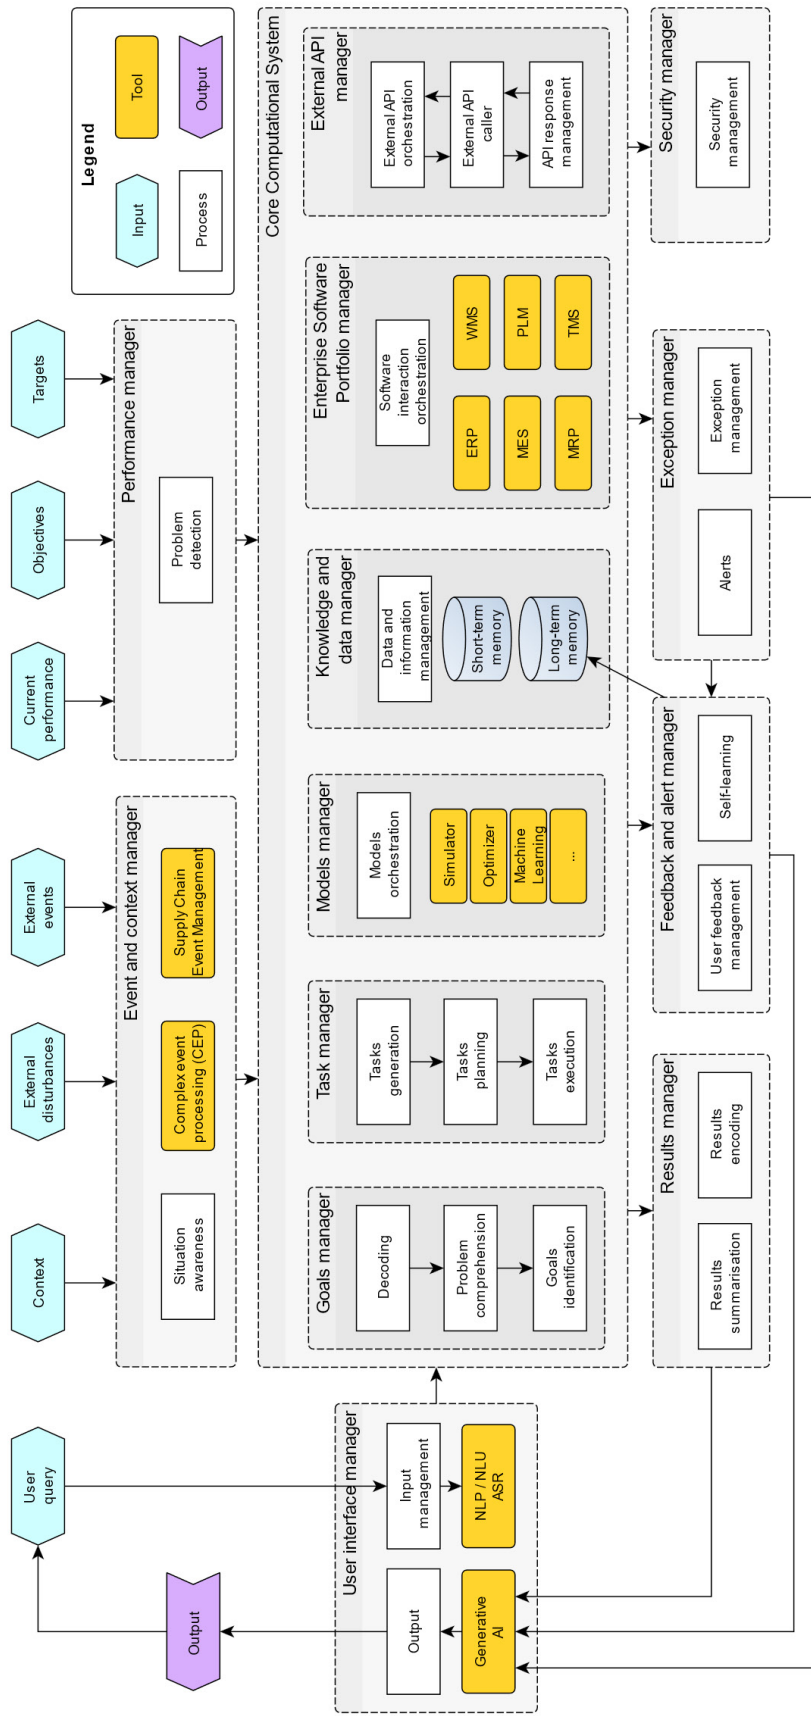 User
query
Context
External
disturbances
External
events
Current
performance
Objectives
Targets
Legend
Input
Tool
Process
Output
Output
Event and context manager
Situation
awareness
Complex event
processing (CEP)
Supply Chain
Event Management
Performance manager
Problem
detection
User interface manager
Output
Input
management
Generative
AI
NLP / NLU
ASR
Core Computational System
Goals manager
Decoding
Problem
comprehension
Goals
identification
Task manager
Tasks
generation
Tasks
planning
Tasks
execution
Models manager
Models
orchestration
Simulator
Optimizer
Machine
Learning
...
Knowledge and
data manager
Data and
information
management
Short-term
memory
Long-term
memory
Enterprise Software
Portfolio manager
Software
interaction
orchestration
ERP
WMS
MES
PLM
MRP
TMS
External API
manager
External API
orchestration
External API
caller
API response
management
Results manager
Results
summarisation
Results
encoding
Feedback and alert manager
User feedback
management
Self-learning
Exception manager
Alerts
Exception
management
Security manager
Security
management